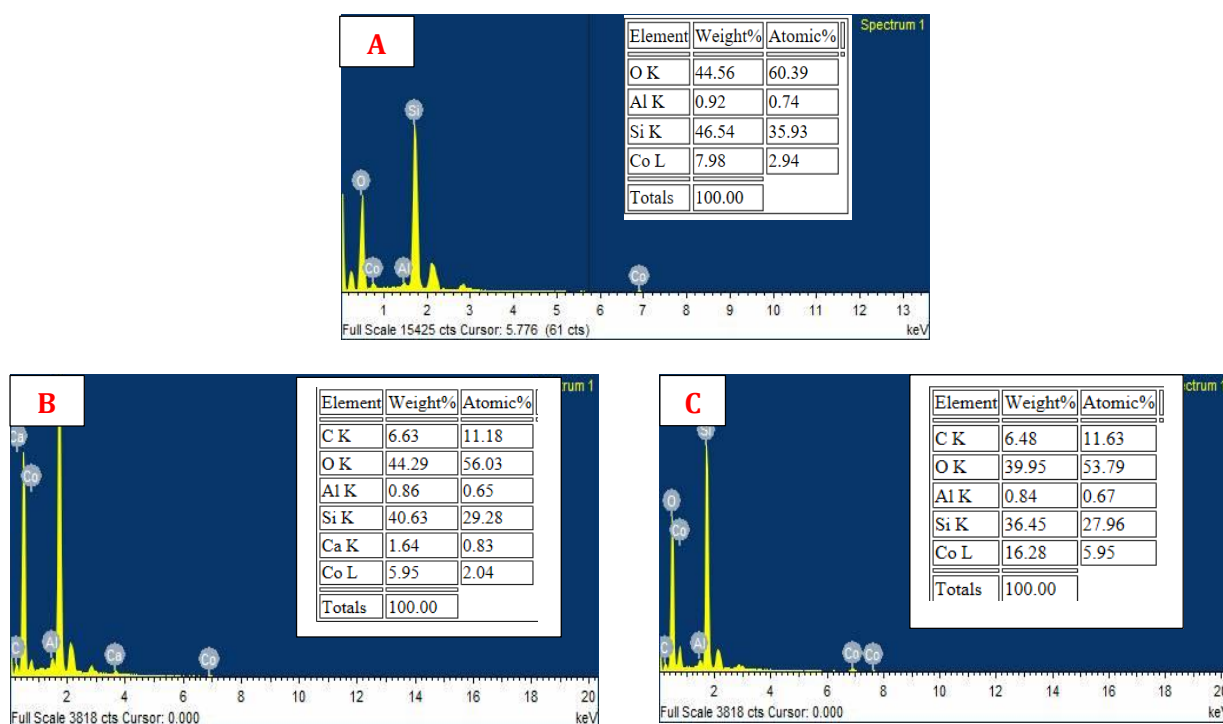 A
Spectrum 1
Element Weight% Atomic%
O K 44.56 60.39
Al K 0.92 0.74
Si K 46.54 35.93
Co L 7.98 2.94
Totals 100.00
Si
O
Co Al Co
1 2 3 4 5 6 7 8 9 10 11 12 13
Full Scale 15425 cts Cursor: 5.776 (61 cts) keV
B
trum 1
Element Weight% Atomic%
C K 6.63 11.18
O K 44.29 56.03
Al K 0.86 0.65
Si K 40.63 29.28
Ca K 1.64 0.83
Co L 5.95 2.04
Totals 100.00
Ca
Co
C Al Ca Co
2 4 6 8 10 12 14 16 18 20
Full Scale 3818 cts Cursor: 0.000 keV
C
ectrum 1
Element Weight% Atomic%
C K 6.48 11.63
O K 39.95 53.79
Al K 0.84 0.67
Si K 36.45 27.96
Co L 16.28 5.95
Totals 100.00
Si
O
Co
C Al Co Co
2 4 6 8 10 12 14 16 18 20
Full Scale 3818 cts Cursor: 0.000 keV